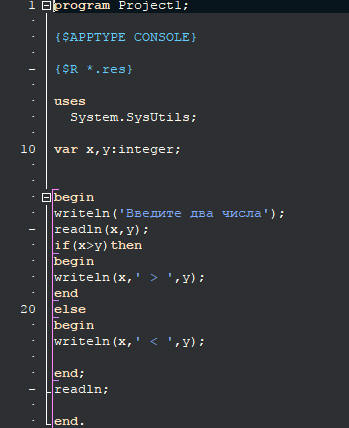 1 program Project1;
{$APPTYPE CONSOLE}
{$R *.res}
uses
System.SysUtils;
10 var x,y:integer;
begin
writeln('Введите два числа');
readln(x,y);
if(x>y)then
begin
writeln(x,' > ',y);
end
20 else
begin
writeln(x,' < ',y);
end;
readln;
end.